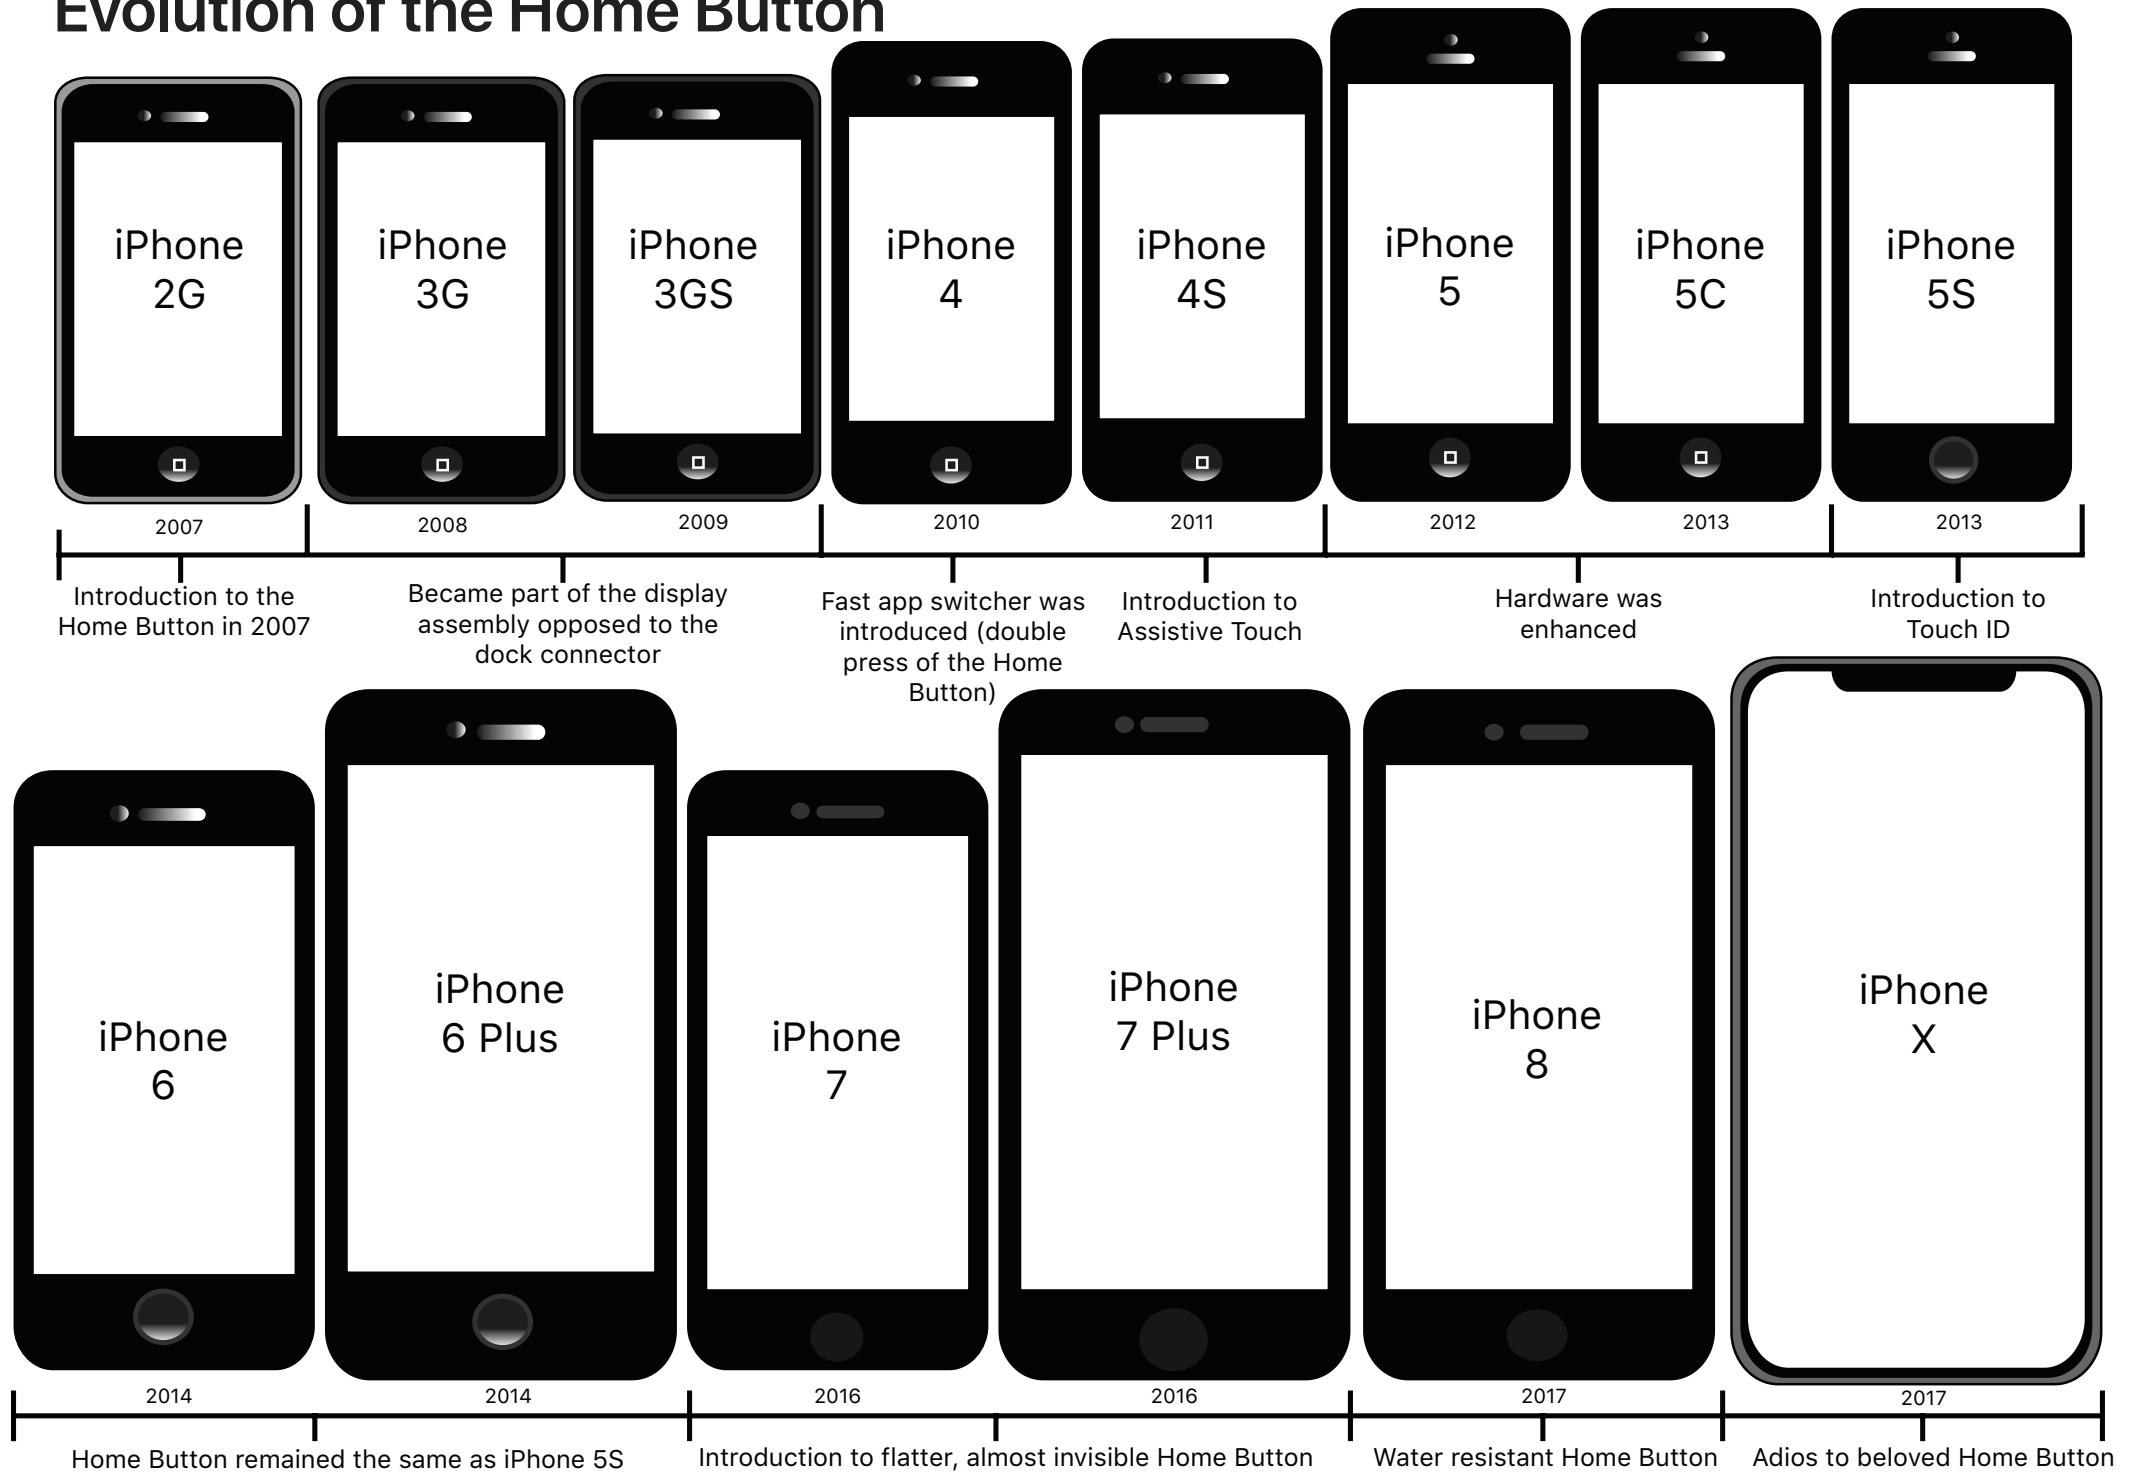 Evolution of the Home Button
iPhone
2G
iPhone
3G
iPhone
3GS
iPhone
4
iPhone
4S
iPhone
5
iPhone
5C
iPhone
5S
2007
2008
2009
2010
2011
2012
2013
2013
Introduction to the
Home Button in 2007
Became part of the display
assembly opposed to the
dock connector
Fast app switcher was
introduced (double
press of the Home
Button)
Introduction to
Assistive Touch
Hardware was
enhanced
Introduction to
Touch ID
iPhone
6
iPhone
6 Plus
iPhone
7
iPhone
7 Plus
iPhone
8
iPhone
X
2014
2014
2016
2016
2017
2017
Home Button remained the same as iPhone 5S
Introduction to flatter, almost invisible Home Button
Water resistant Home Button
Adios to beloved Home Button